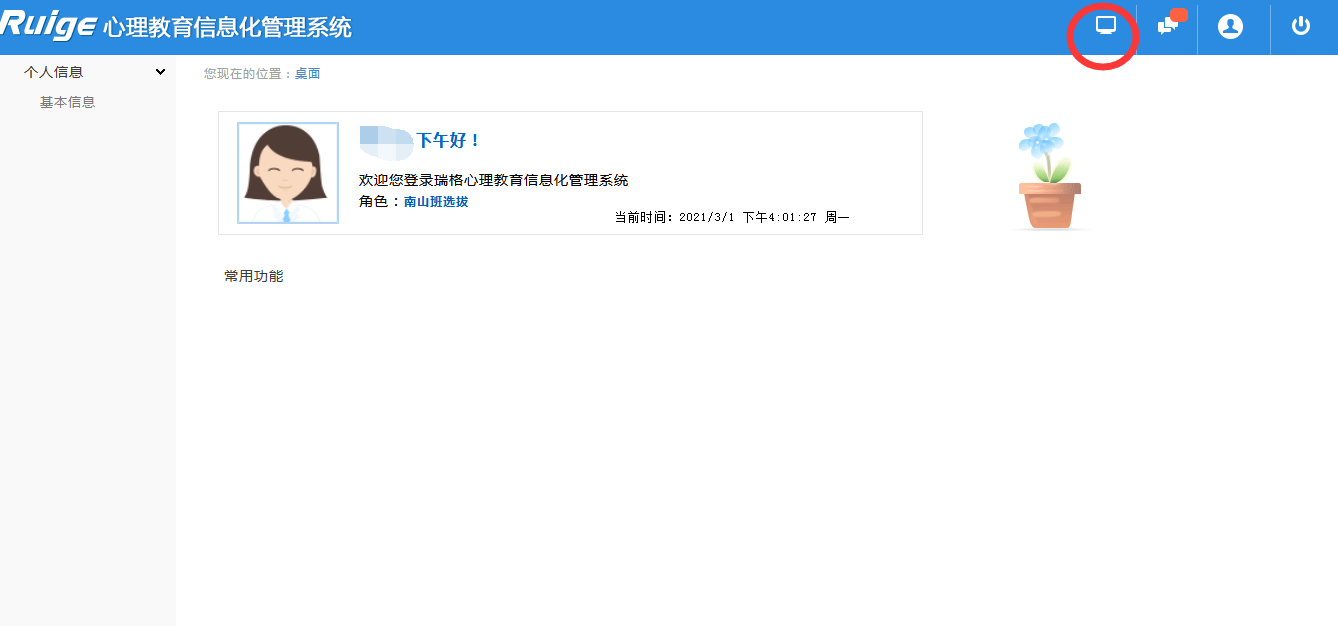 Ruige 心理教育信息化管理系统
个人信息
基本信息
您现在的位置：桌面
下午好！
欢迎您登录瑞格心理教育信息化管理系统
角色：南山班选拔
当前时间: 2021/3/1 下午4:01:27 周一
常用功能